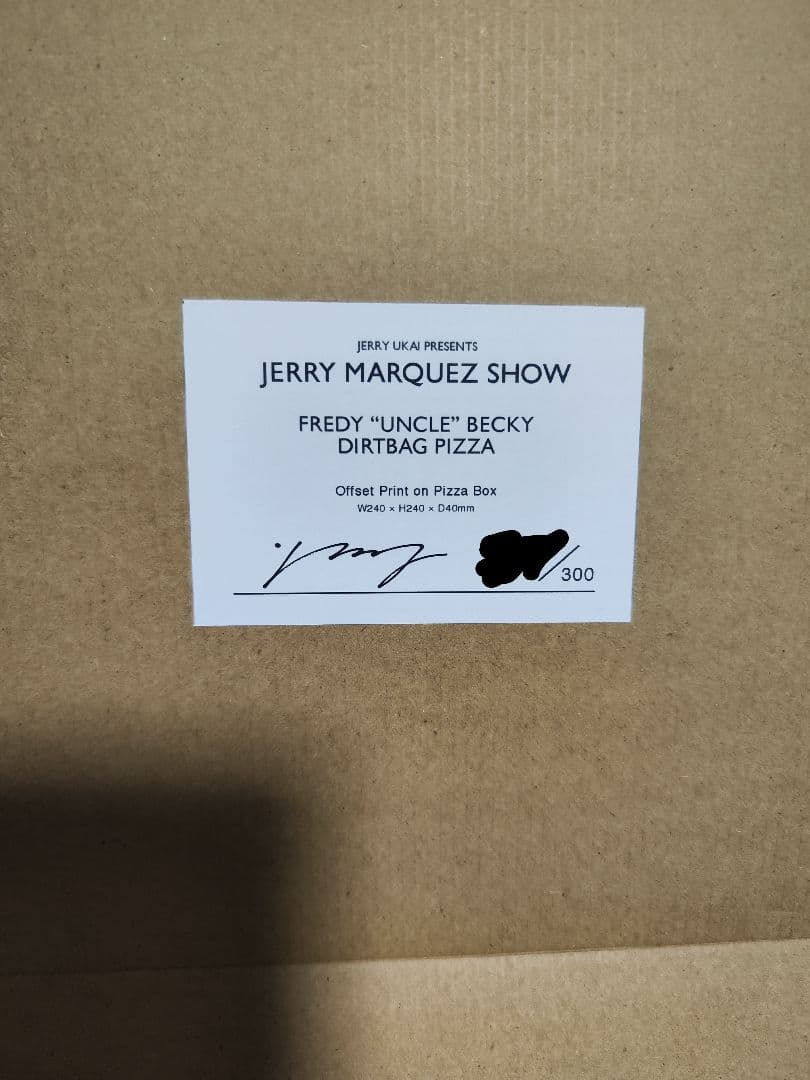 JERRY UKAI PRESENTS
JERRY MARQUEZ SHOW
FREDY “UNCLE” BECKY
DIRTBAG PIZZA
Offset Print on Pizza Box
W240 × H240 × D40mm
/300